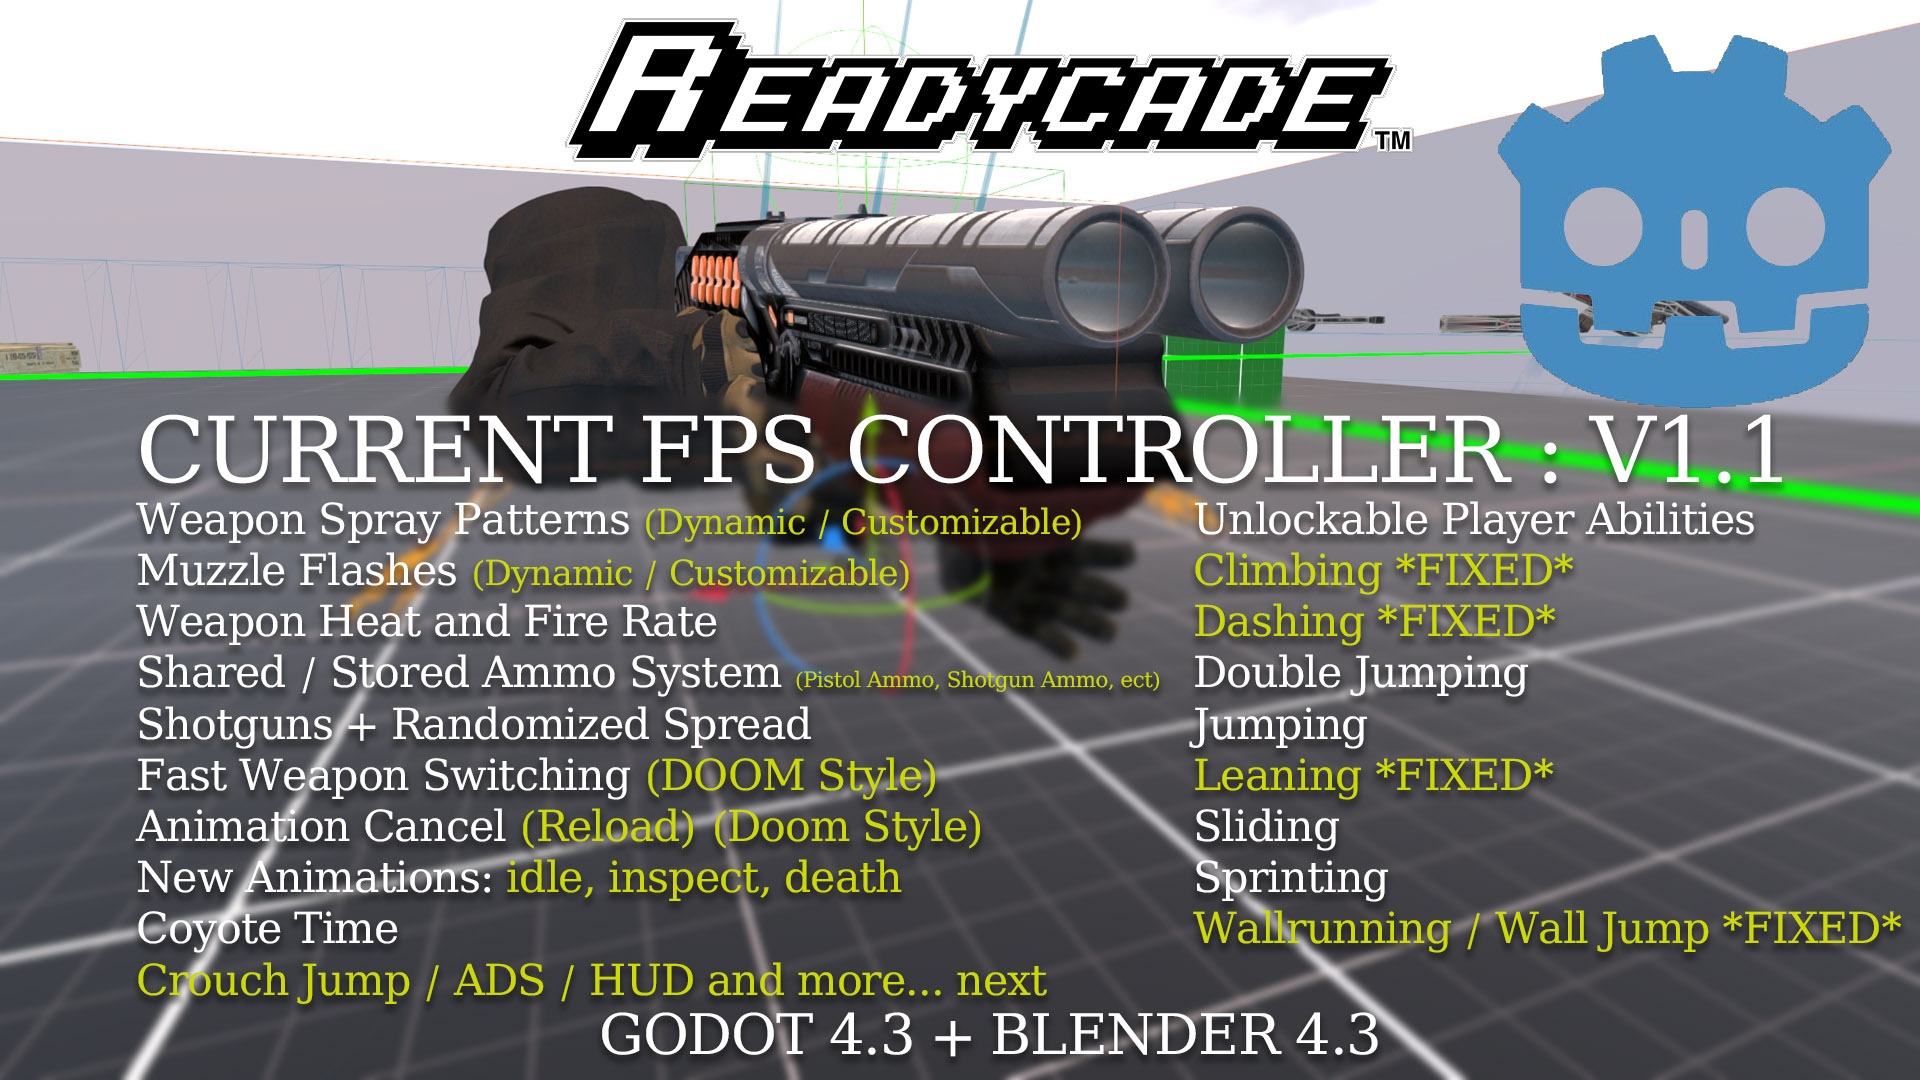 READYCADE TM
CURRENT FPS CONTROLLER : V1.1
Weapon Spray Patterns (Dynamic / Customizable)
Muzzle Flashes (Dynamic / Customizable)
Weapon Heat and Fire Rate
Shared / Stored Ammo System (Pistol Ammo, Shotgun Ammo, ect)
Shotguns + Randomized Spread
Fast Weapon Switching (DOOM Style)
Animation Cancel (Reload) (Doom Style)
New Animations: idle, inspect, death
Coyote Time
Crouch Jump / ADS / HUD and more... next
Unlockable Player Abilities
Climbing *FIXED*
Dashing *FIXED*
Double Jumping
Jumping
Leaning *FIXED*
Sliding
Sprinting
Wallrunning / Wall Jump *FIXED*
GODOT 4.3 + BLENDER 4.3